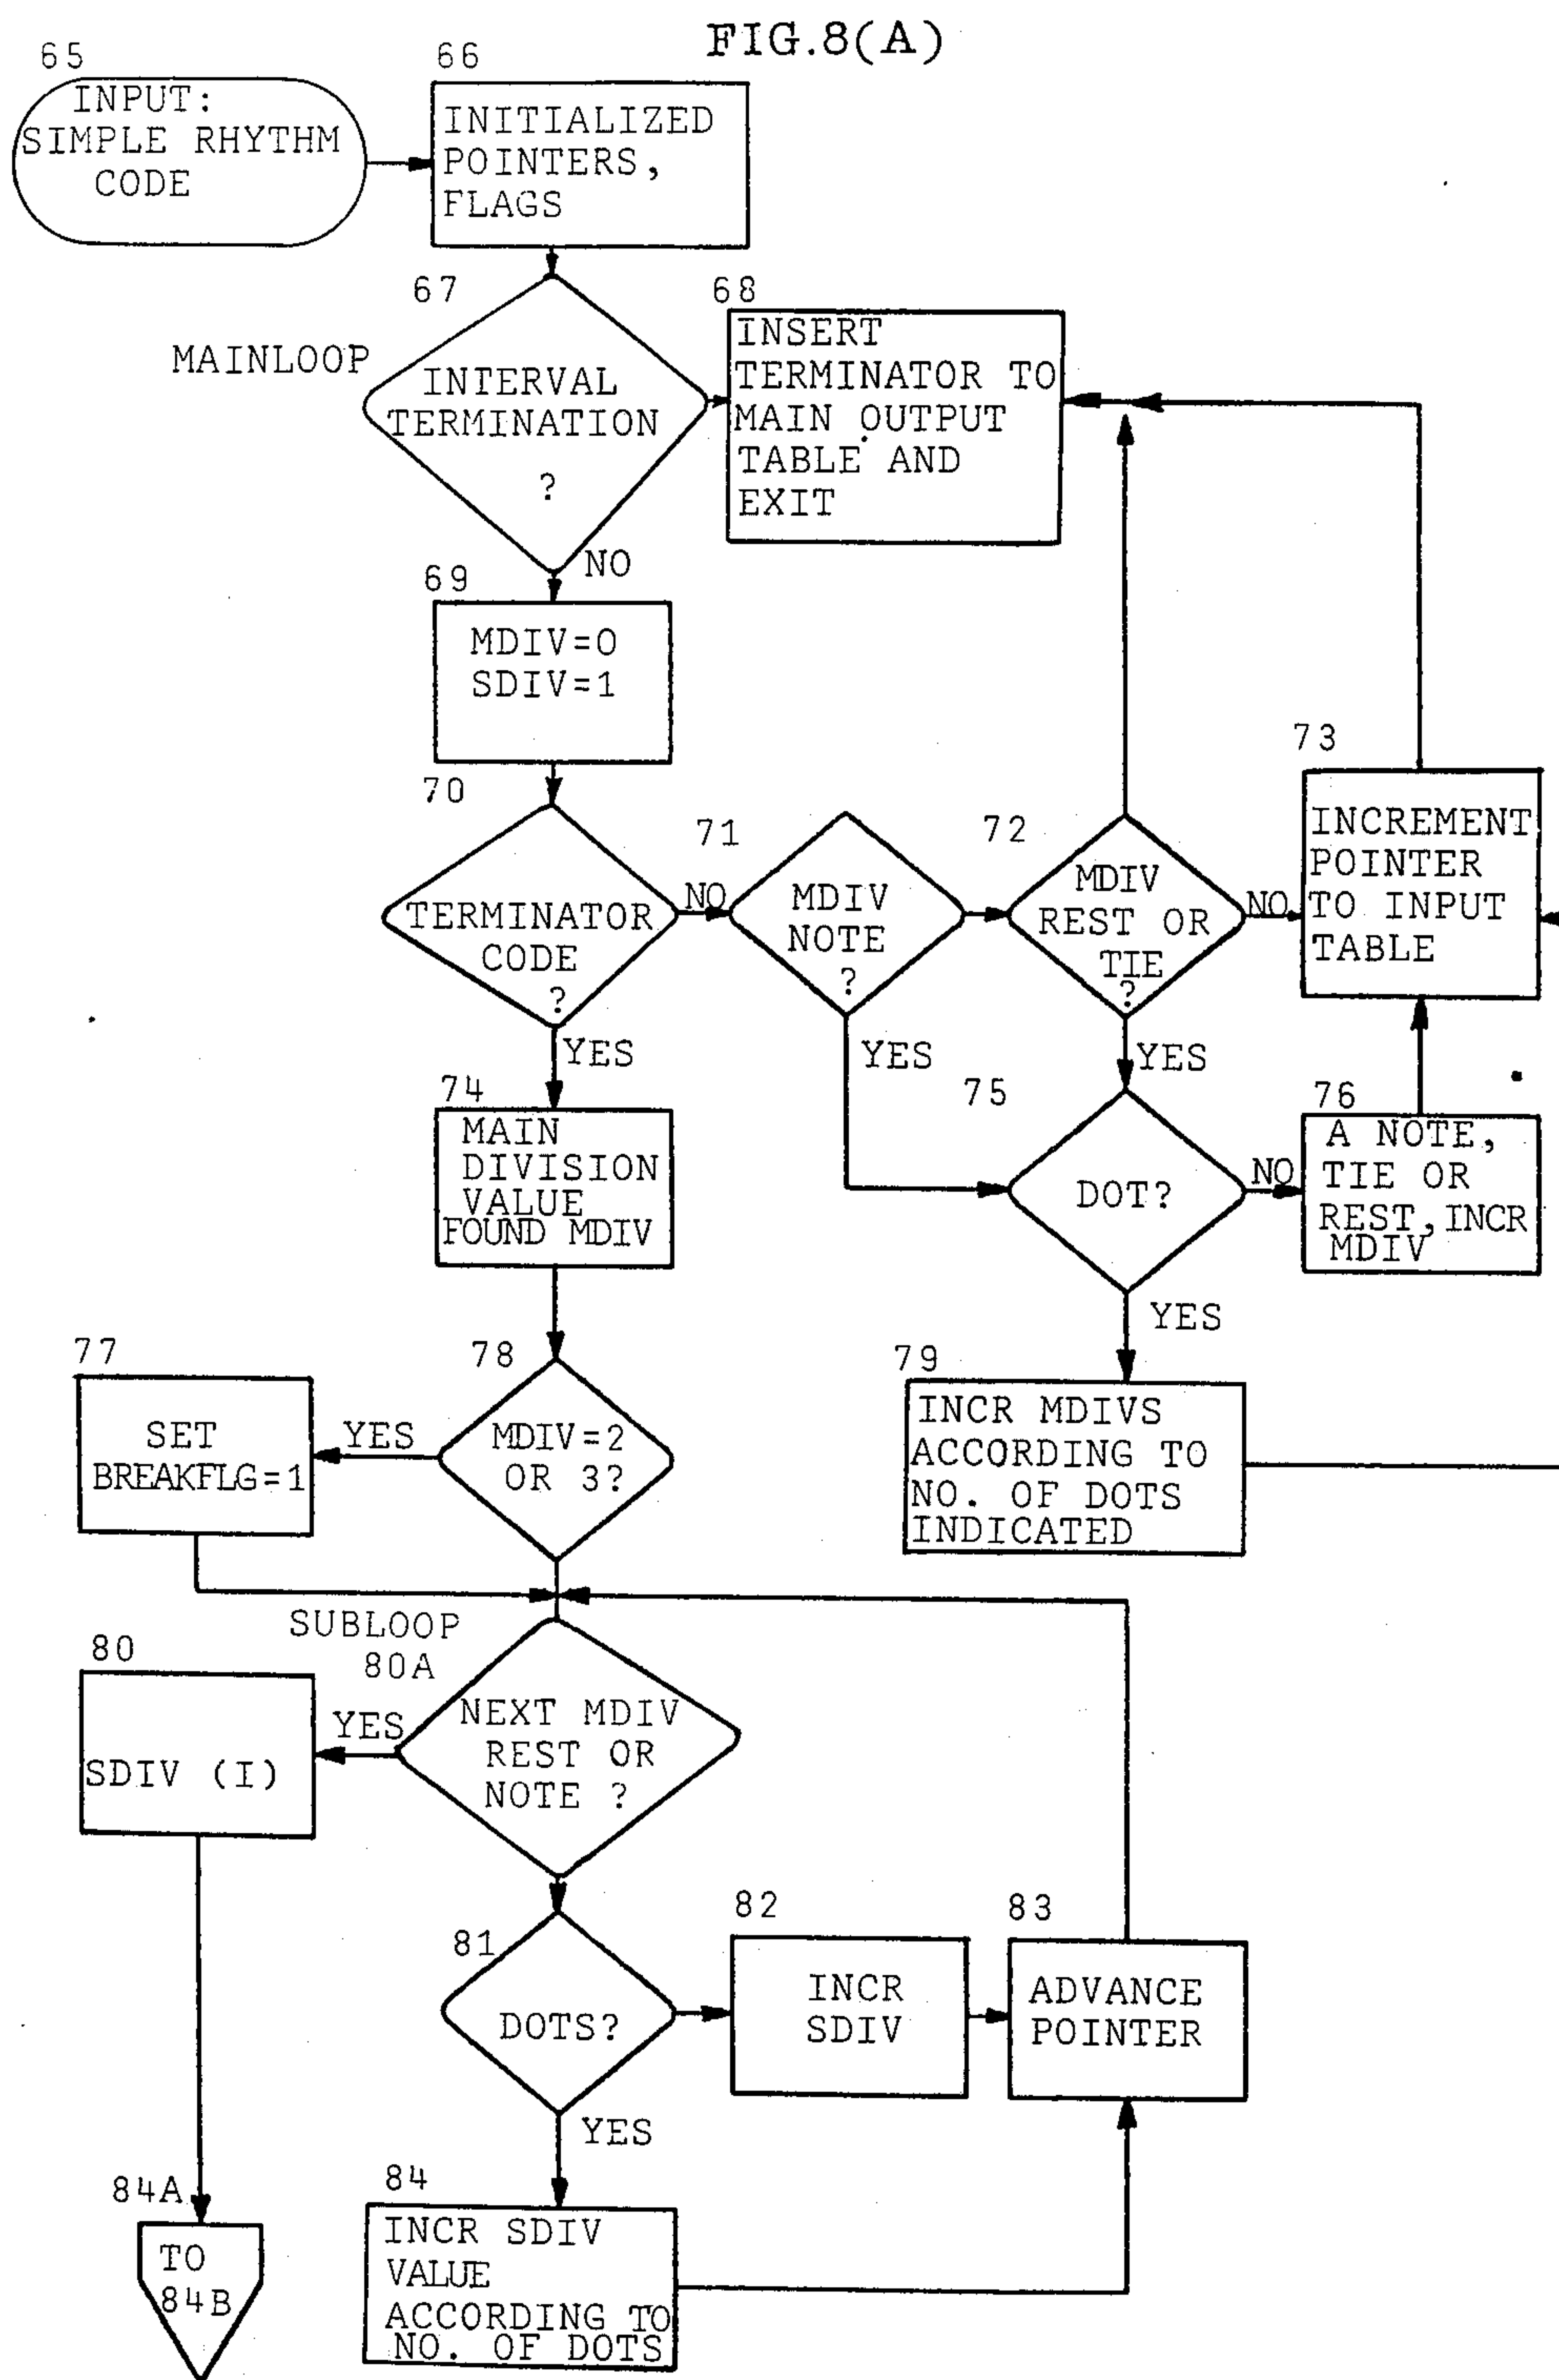 FIG.8(A)
65
INPUT:
SIMPLE RHYTHM
CODE
66
INITIALIZED
POINTERS,
FLAGS
67
MAINLOOP
INTERVAL
TERMINATION
?
68
INSERT
TERMINATOR TO
MAIN OUTPUT
TABLE AND
EXIT
NO
69
MDIV=0
SDIV=1
70
TERMINATOR
CODE
?
NO
71
MDIV
NOTE
?
72
MDIV
REST OR
TIE
?
NO
73
INCREMENT
POINTER
TO INPUT
TABLE
YES
YES
YES
74
MAIN
DIVISION
VALUE
FOUND MDIV
75
DOT?
NO
76
A NOTE,
TIE OR
REST,INCR
MDIV
YES
77
SET
BREAKFLG=1
YES
78
MDIV=2
OR 3?
79
INCR MDIVS
ACCORDING TO
NO. OF DOTS
INDICATED
SUBLOOP
80A
80
SDIV (I)
YES
NEXT MDIV
REST OR
NOTE ?
81
DOTS?
82
INCR
SDIV
83
ADVANCE
POINTER
YES
84
INCR SDIV
VALUE
ACCORDING TO
NO. OF DOTS
84A
TO
84B